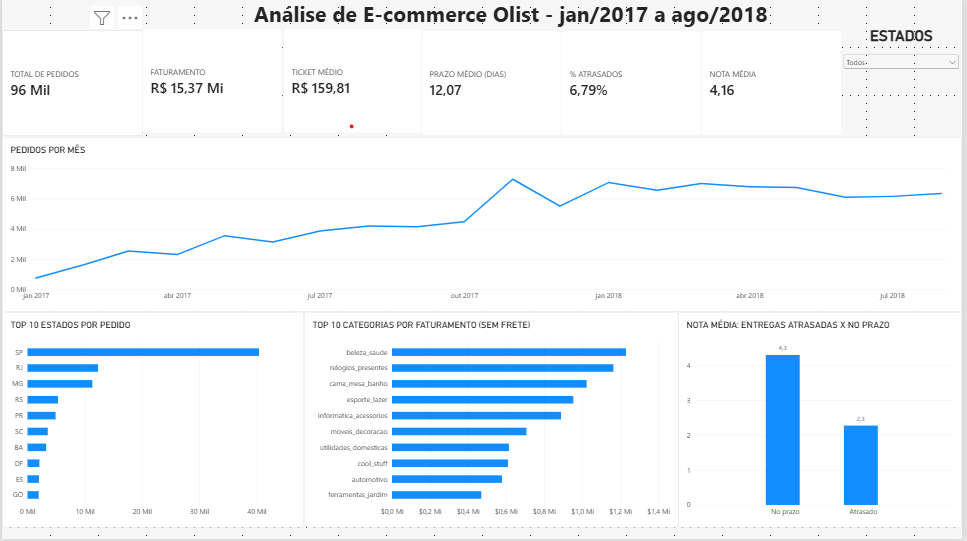 Análise de E-commerce Olist - jan/2017 a ago/2018
ESTADOS
Todos
TOTAL DE PEDIDOS
96 Mil
FATURAMENTO
R$ 15,37 Mi
TICKET MÉDIO
R$ 159,81
PRAZO MÉDIO (DIAS)
12,07
% ATRASADOS
6,79%
NOTA MÉDIA
4,16
PEDIDOS POR MÊS
8 Mil
6 Mil
4 Mil
2 Mil
0 Mil
jan 2017 abr 2017 jul 2017 out 2017 jan 2018 abr 2018 jul 2018
TOP 10 ESTADOS POR PEDIDO
SP
RJ
MG
RS
PR
SC
BA
DF
ES
GO
0 Mil 10 Mil 20 Mil 30 Mil 40 Mil
TOP 10 CATEGORIAS POR FATURAMENTO (SEM FRETE)
beleza_saude
relogios_presentes
cama_mesa_banho
esporte_lazer
informatica_acessorios
moveis_decoracao
utilidades_domesticas
cool_stuff
automotivo
ferramentas_jardim
$0,0 Mi $0,2 Mi $0,4 Mi $0,6 Mi $0,8 Mi $1,0 Mi $1,2 Mi $1,4 Mi
NOTA MÉDIA: ENTREGAS ATRASADAS X NO PRAZO
4,3
2,3
4
3
2
1
0
No prazo Atrasado